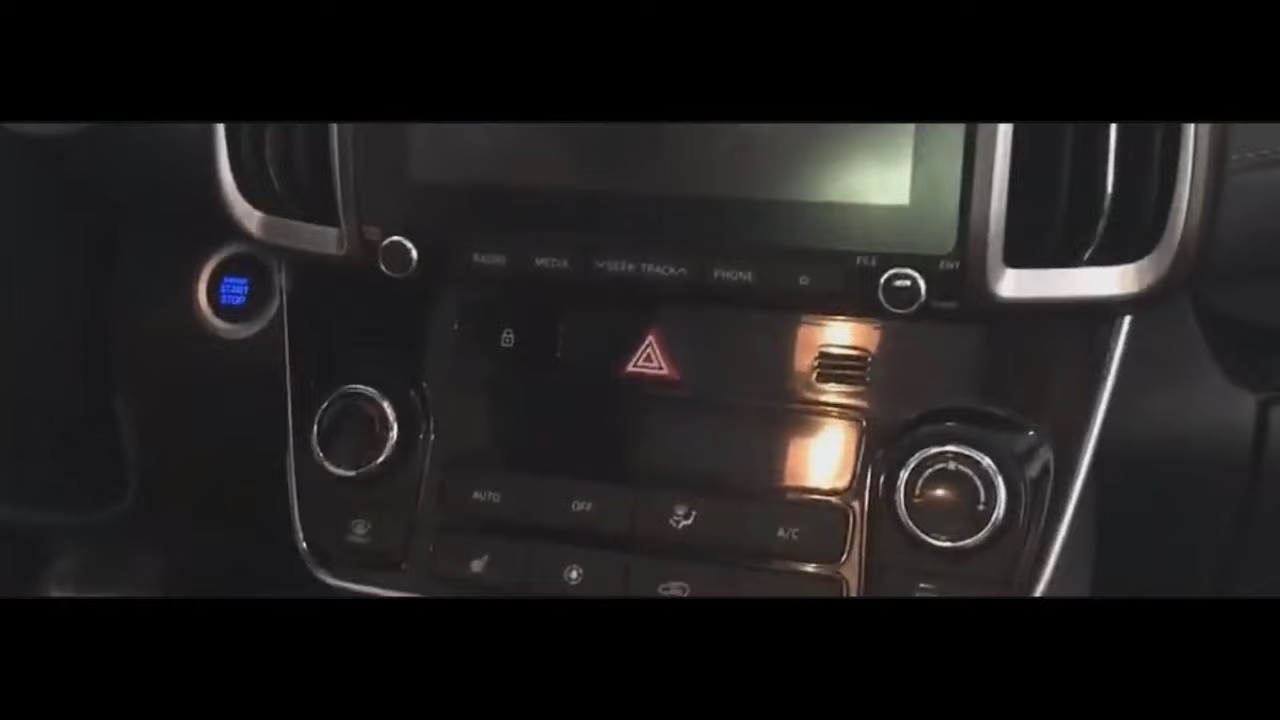 RADIO MEDIA SEEK TRACK PHONE
FILE ENT
START
STOP
AUTO OFF A/C